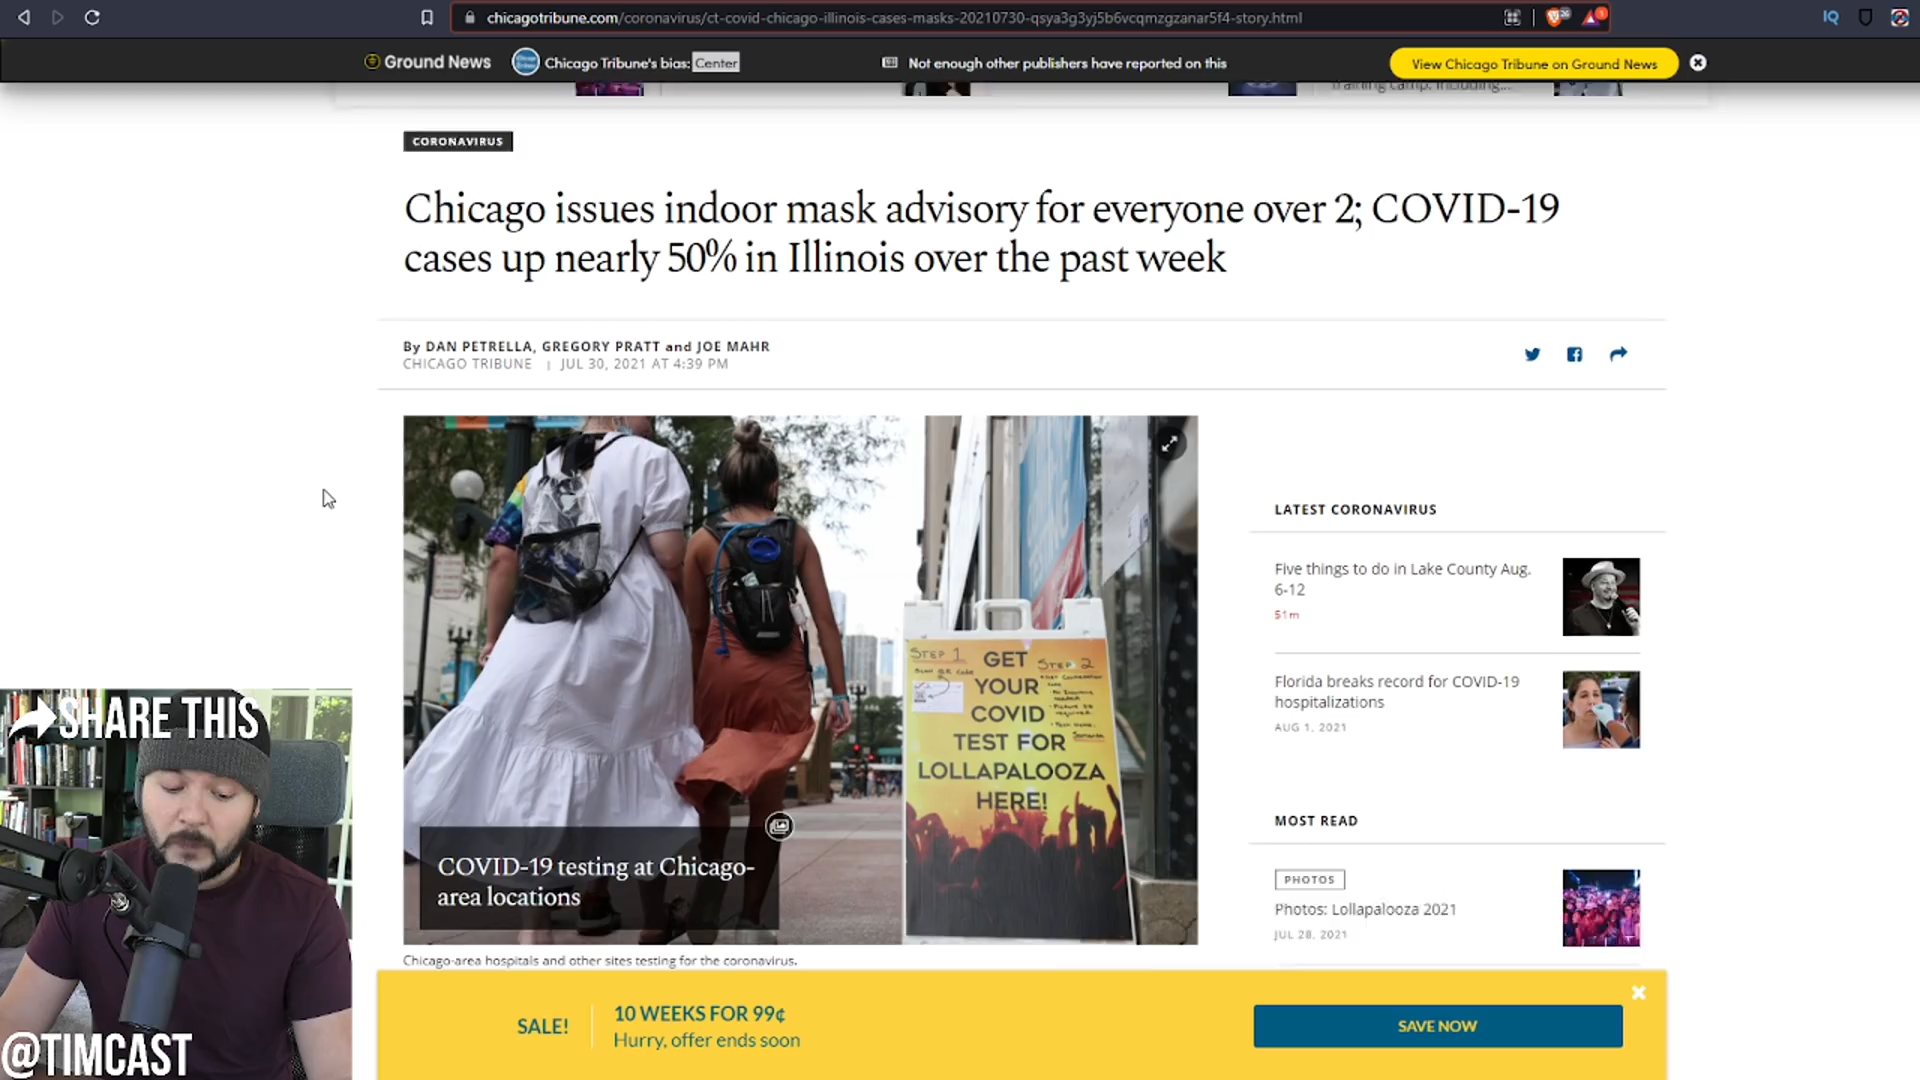 chicagotribune.com/coronavirus/ct-covid-chicago-illinois-cases-masks-20210730-qsya3g3yj5b6vcqmzgzanar5f4-story.html
IQ
Ground News
Chicago Tribune's bias: Center
Not enough other publishers have reported on this
View Chicago Tribune on Ground News
training camp, including...
CORONAVIRUS
Chicago issues indoor mask advisory for everyone over 2; COVID-19
cases up nearly 50% in Illinois over the past week
By DAN PETRELLA, GREGORY PRATT and JOE MAHR
CHICAGO TRIBUNE | JUL 30, 2021 AT 4:39 PM
STEP 1
STEP 2
GET
YOUR
COVID
TEST FOR
LOLLAPALOOZA
HERE!
COVID-19 testing at Chicago-
area locations
Chicago-area hospitals and other sites testing for the coronavirus.
LATEST CORONAVIRUS
Five things to do in Lake County Aug.
6-12
51m
Florida breaks record for COVID-19
hospitalizations
AUG 1, 2021
MOST READ
PHOTOS
Photos: Lollapalooza 2021
JUL 28, 2021
SHARE THIS
@TIMCAST
SALE!
10 WEEKS FOR 99¢
Hurry, offer ends soon
SAVE NOW